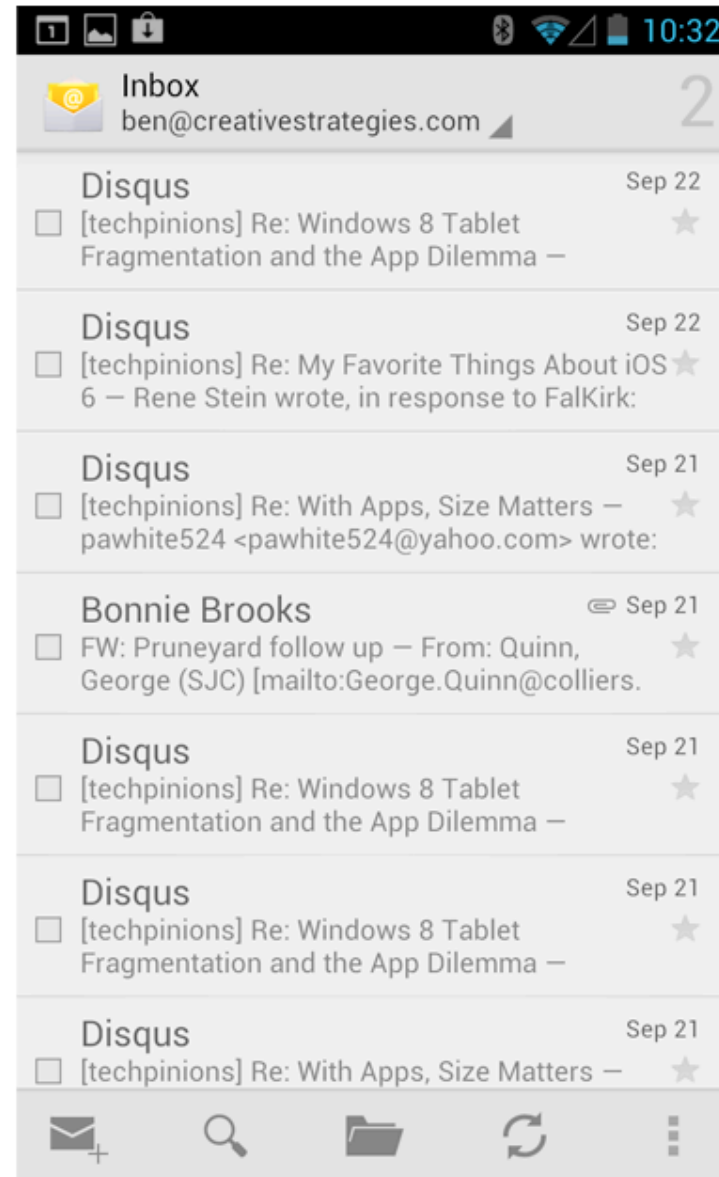 1
10:32
Inbox
2
ben@creativestrategies.com
Disqus
Sep 22
[techpinions] Re: Windows 8 Tablet
Fragmentation and the App Dilemma —
Disqus
Sep 22
[techpinions] Re: My Favorite Things About iOS
6 — Rene Stein wrote, in response to FalKirk:
Disqus
Sep 21
[techpinions] Re: With Apps, Size Matters —
pawhite524 <pawhite524@yahoo.com> wrote:
Bonnie Brooks
Sep 21
FW: Pruneyard follow up — From: Quinn,
George (SJC) [mailto:George.Quinn@colliers.
Disqus
Sep 21
[techpinions] Re: Windows 8 Tablet
Fragmentation and the App Dilemma —
Disqus
Sep 21
[techpinions] Re: Windows 8 Tablet
Fragmentation and the App Dilemma —
Disqus
Sep 21
[techpinions] Re: With Apps, Size Matters —